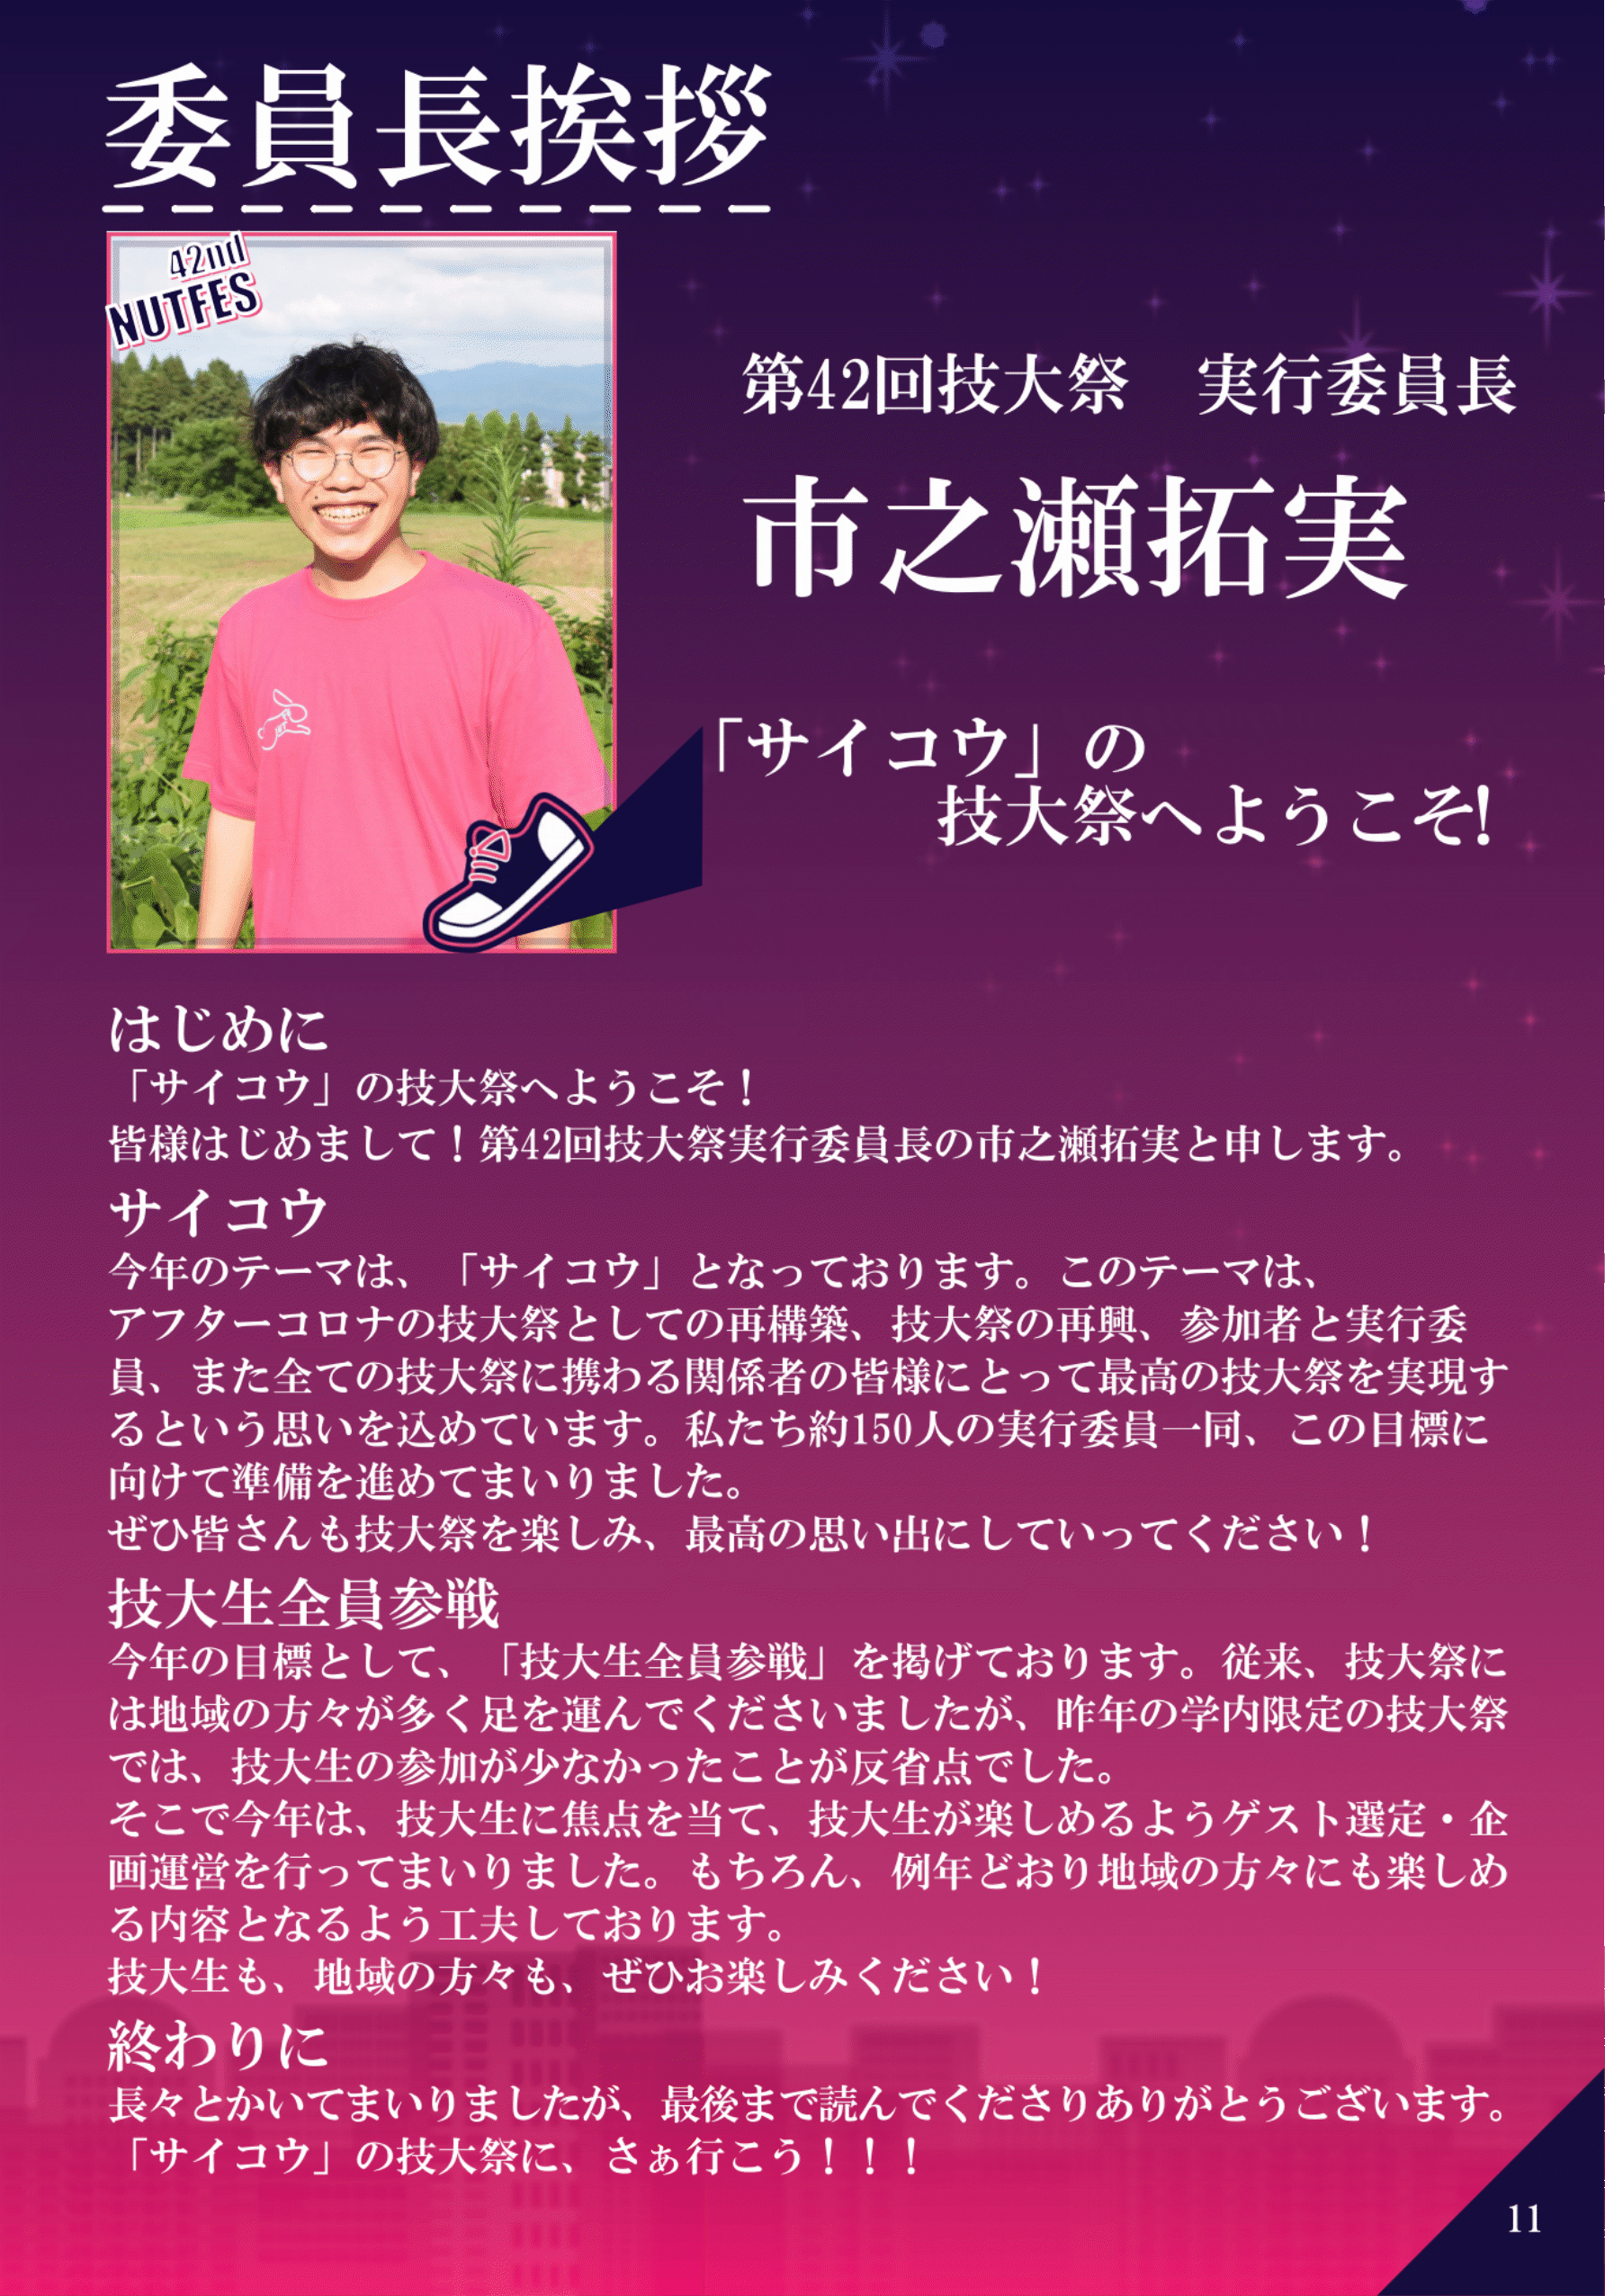 委員長挨拶
42nd
NUTFES
第42回技大祭　実行委員長
市之瀬拓実
「サイコウ」の
技大祭へようこそ!
はじめに
「サイコウ」の技大祭へようこそ！
皆様はじめまして！第42回技大祭実行委員長の市之瀬拓実と申します。
サイコウ
今年のテーマは、「サイコウ」となっております。このテーマは、
アフターコロナの技大祭としての再構築、技大祭の再興、参加者と実行委
員、また全ての技大祭に携わる関係者の皆様にとって最高の技大祭を実現す
るという思いを込めています。私たち約150人の実行委員一同、この目標に
向けて準備を進めてまいりました。
ぜひ皆さんも技大祭を楽しみ、最高の思い出にしていってください！
技大生全員参戦
今年の目標として、「技大生全員参戦」を掲げております。従来、技大祭に
は地域の方々が多く足を運んでくださいましたが、昨年の学内限定の技大祭
では、技大生の参加が少なかったことが反省点でした。
そこで今年は、技大生に焦点を当て、技大生が楽しめるようゲスト選定・企
画運営を行ってまいりました。もちろん、例年どおり地域の方々にも楽しめ
る内容となるよう工夫しております。
技大生も、地域の方々も、ぜひお楽しみください！
終わりに
長々とかいてまいりましたが、最後まで読んでくださりありがとうございます。
「サイコウ」の技大祭に、さぁ行こう！！！
11